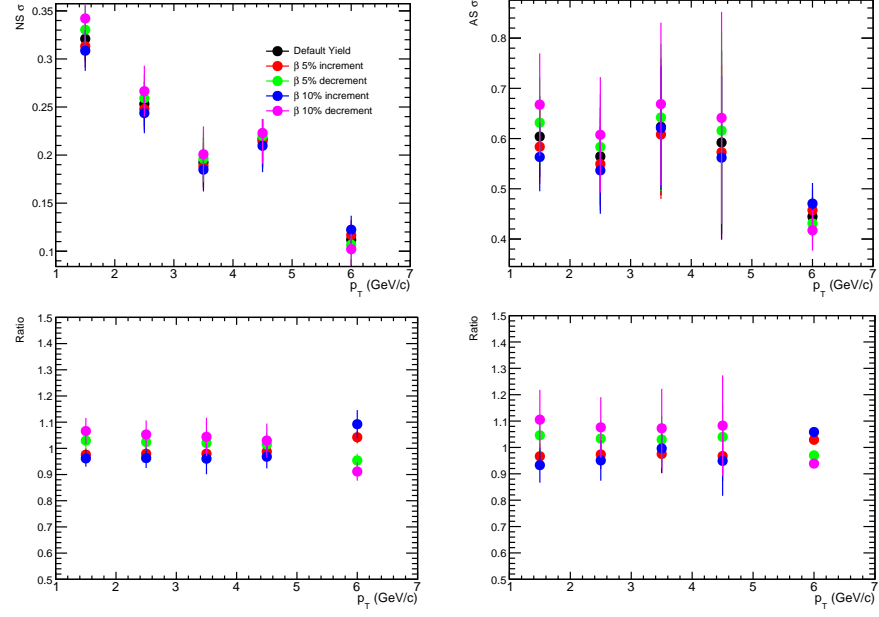 NS σ
0.35
0.3
0.25
0.2
0.15
0.1
Default Yield
β 5% increment
β 5% decrement
β 10% increment
β 10% decrement
1 2 3 4 5 6 7
p_T (GeV/c)
AS σ
0.8
0.7
0.6
0.5
0.4
1 2 3 4 5 6 7
p_T (GeV/c)
Ratio
1.5
1.4
1.3
1.2
1.1
1
0.9
0.8
0.7
0.6
0.5
1 2 3 4 5 6 7
p_T (GeV/c)
Ratio
1.5
1.4
1.3
1.2
1.1
1
0.9
0.8
0.7
0.6
0.5
1 2 3 4 5 6 7
p_T (GeV/c)